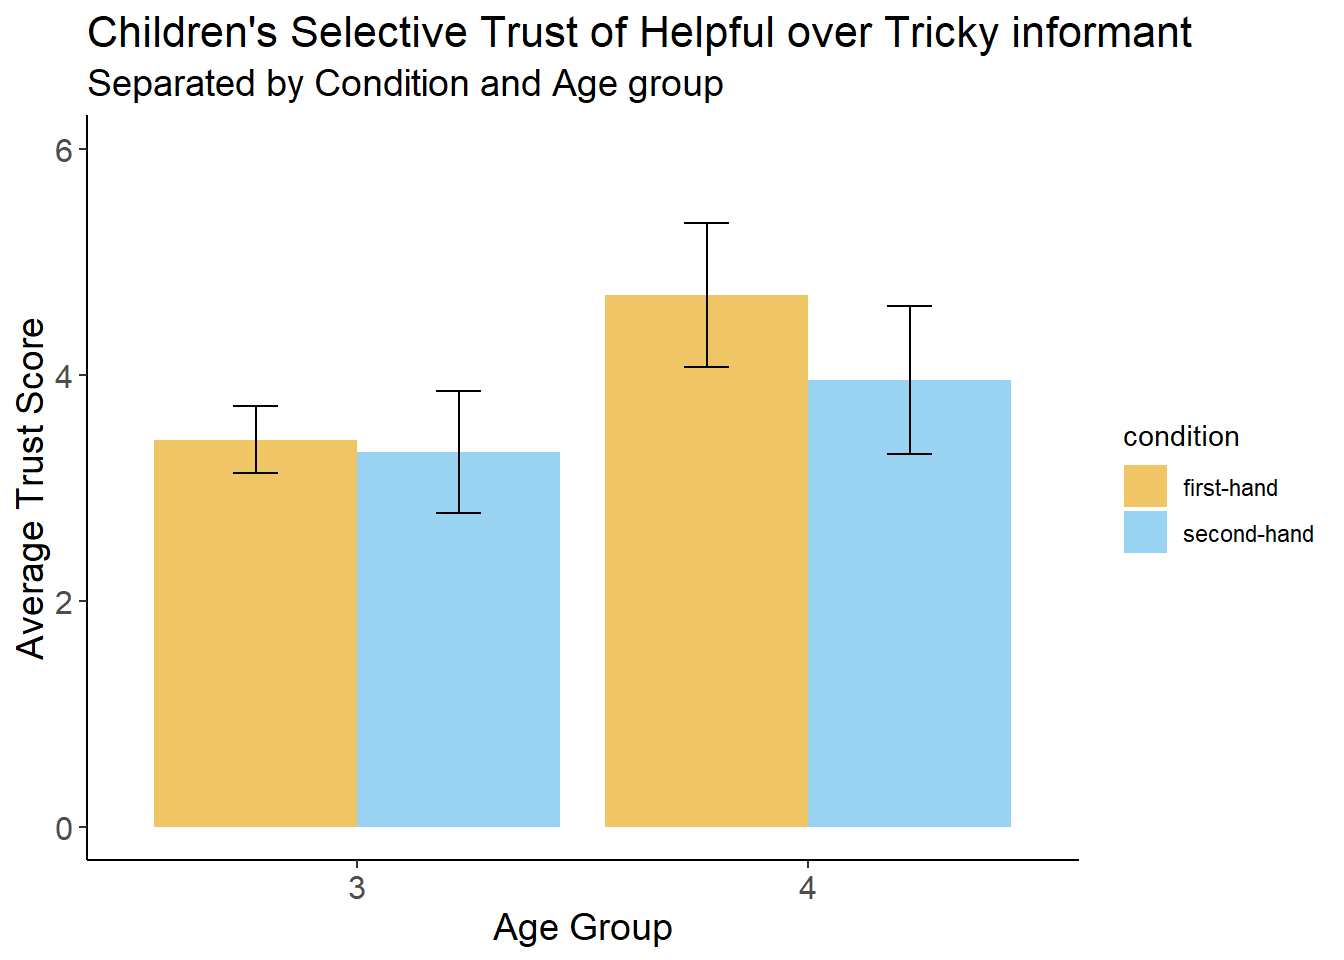 Children's Selective Trust of Helpful over Tricky informant
Separated by Condition and Age group
Average Trust Score
6
4
2
0
3
4
Age Group
condition
first-hand
second-hand